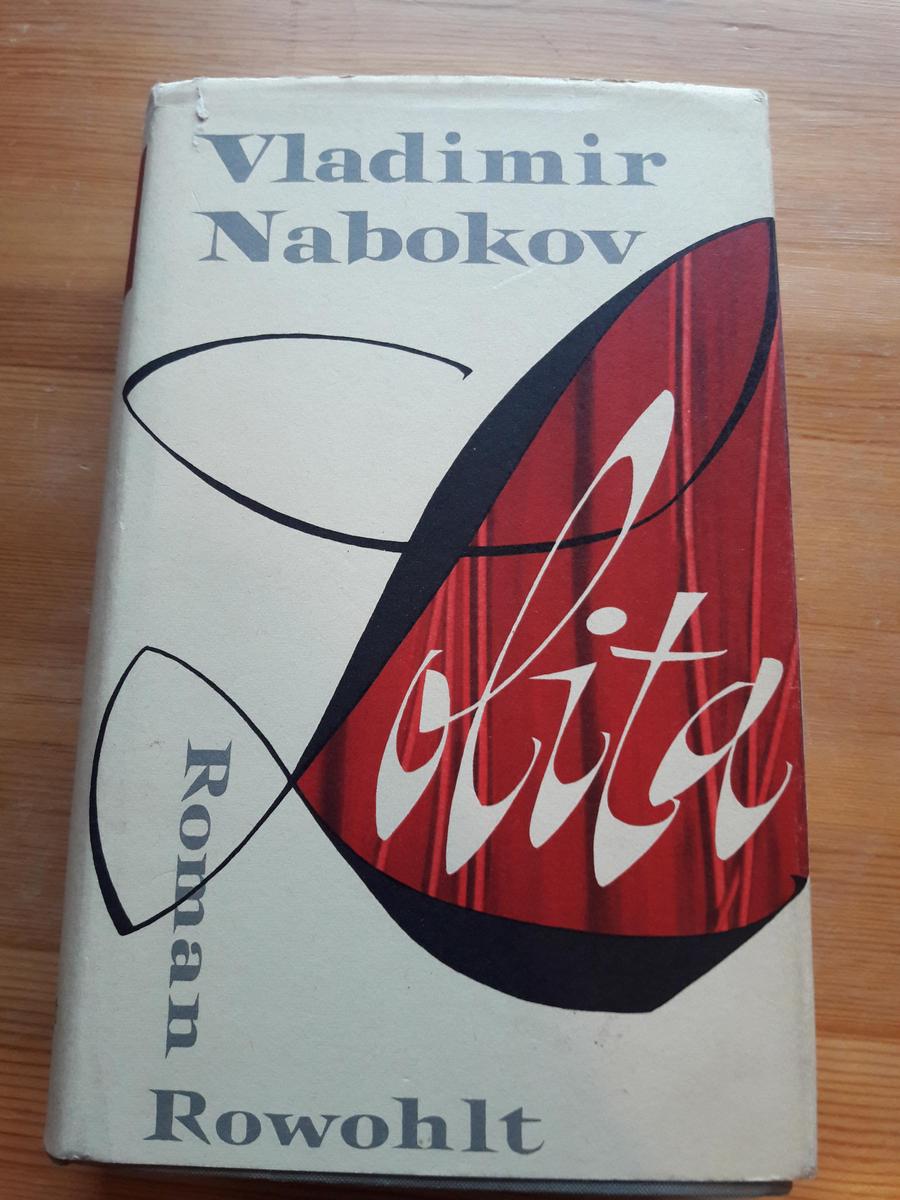 Vladimir
Nabokov
Lolita
Roman
Rowohlt